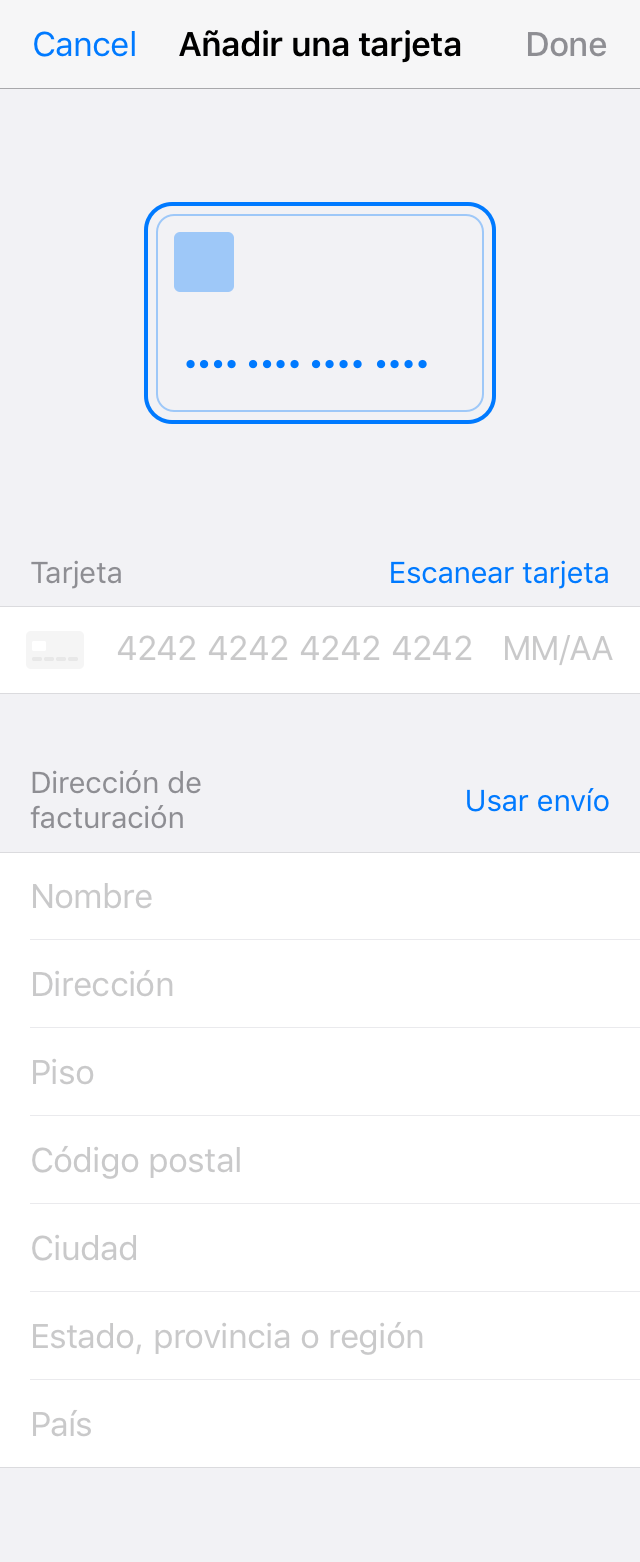 Cancel Añadir una tarjeta Done
Tarjeta Escanear tarjeta
4242 4242 4242 4242 MM/AA
Dirección de
facturación
Usar envío
Nombre
Dirección
Piso
Código postal
Ciudad
Estado, provincia o región
País